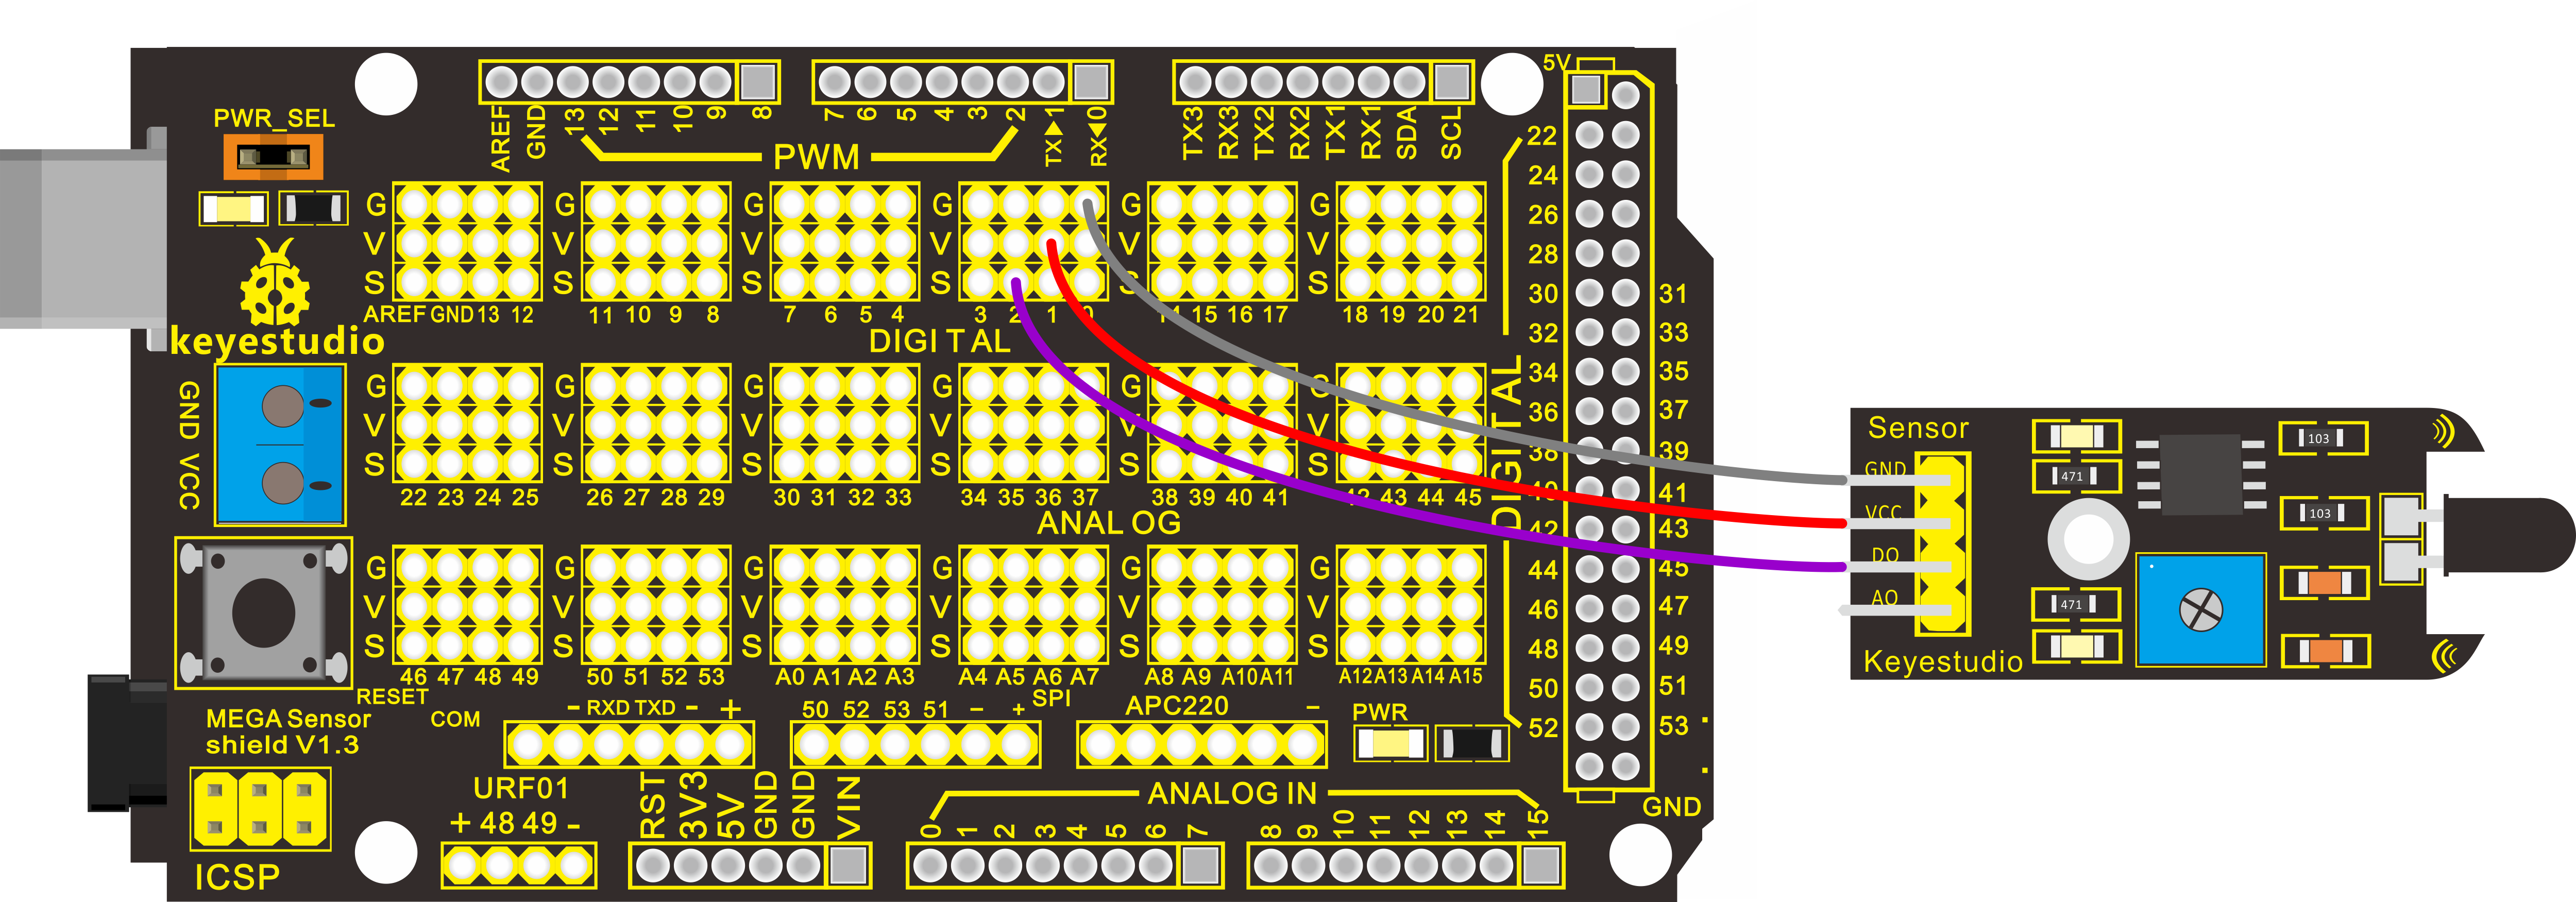 5V
PWR_SEL
AREF GND 13 12 11 10 9 8
7 6 5 4 3 2 TX▶1 RX◀0
TX3 RX3 TX2 RX2 TX1 RX1 SDA SCL
PWM
G G G G G G
V V V V V V
S S S S S
AREF GND 13 12
11 10 9 8
7 6 5 4
3 2 1
15 16 17
18 19 20 21
DIGITAL
keyestudio
GND VCC
G G G G G G
V V V V V V
S S S S S S
22 23 24 25
26 27 28 29
30 31 32 33
34 35 36 37
38 39 40 41
42 43 44 45
ANALOG
G G G G G G
V V V V V V
S S S S S S
46 47 48 49
50 51 52 53
A0 A1 A2 A3
A4 A5 A6 A7
A8 A9 A10 A11
A12 A13 A14 A15
RESET
SPI
MEGA Sensor
shield V1.3
COM
- RXD TXD - +
50 52 53 51 - +
APC220 -
PWR
URF01
+ 48 49 -
ICSP
RST 3V3 5V GND GND VIN
ANALOG IN
0 1 2 3 4 5 6 7
8 9 10 11 12 13 14 15
DIGITAL
22
24
26
28
30 31
32 33
34 35
36 37
38 39
40 41
42 43
44 45
46 47
48 49
50 51
52 53
GND
Sensor
GND
VCC
DO
AO
Keyestudio
471
471
103
103